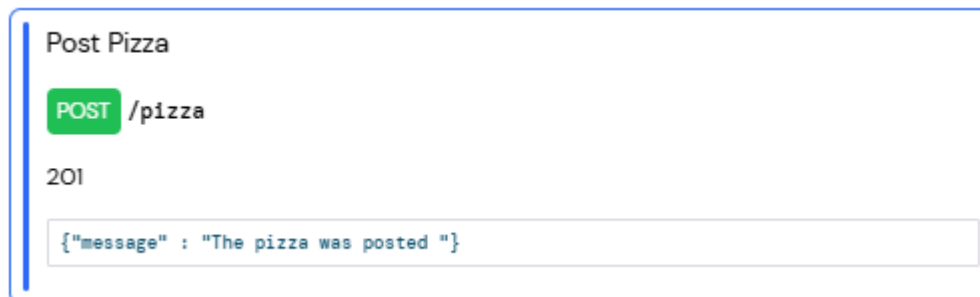 Post Pizza
POST /pizza
201
{"message" : "The pizza was posted "}